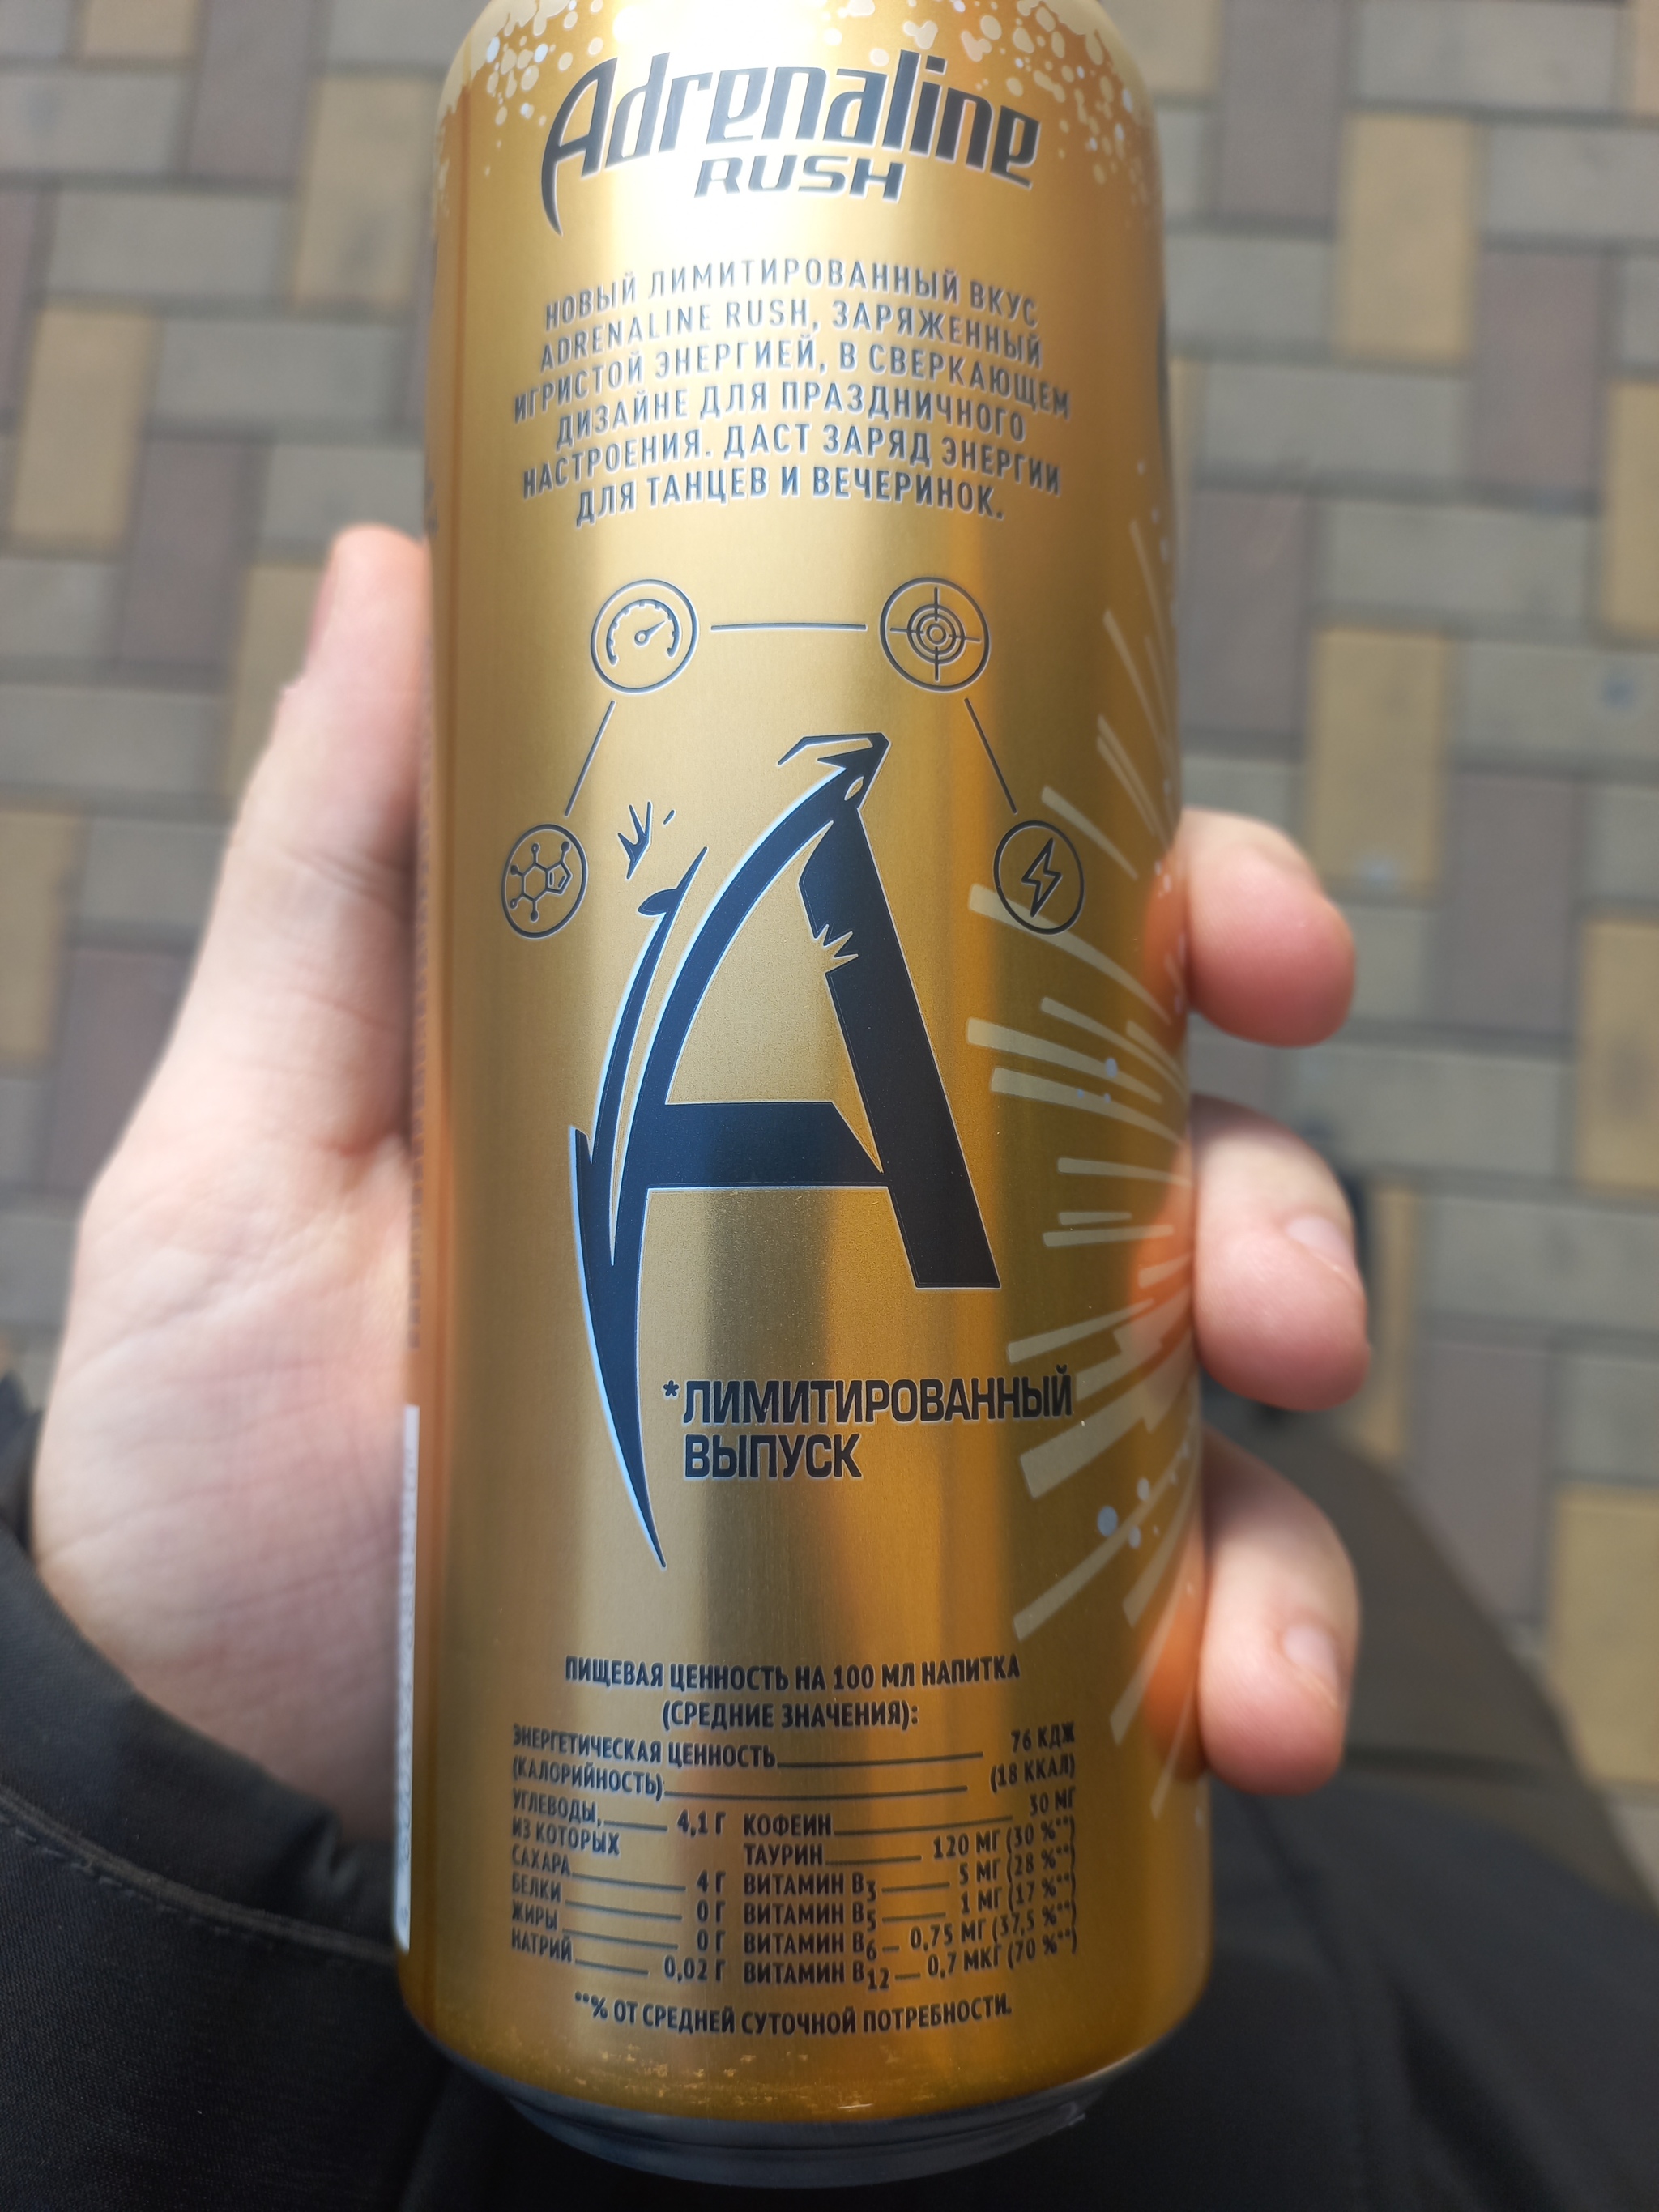 Adrenaline
RUSH
НОВЫЙ ЛИМИТИРОВАННЫЙ ВКУС
ADRENALINE RUSH, ЗАРЯЖЕННЫЙ
ИГРИСТОЙ ЭНЕРГИЕЙ, В СВЕРКАЮЩЕМ
ДИЗАЙНЕ ДЛЯ ПРАЗДНИЧНОГО
НАСТРОЕНИЯ. ДАСТ ЗАРЯД ЭНЕРГИИ
ДЛЯ ТАНЦЕВ И ВЕЧЕРИНОК.
A
*ЛИМИТИРОВАННЫЙ
ВЫПУСК
ПИЩЕВАЯ ЦЕННОСТЬ НА 100 МЛ НАПИТКА
(СРЕДНИЕ ЗНАЧЕНИЯ):
ЭНЕРГЕТИЧЕСКАЯ ЦЕННОСТЬ 76 КДЖ
(КАЛОРИЙНОСТЬ) (18 ККАЛ)
УГЛЕВОДЫ, 4,1 Г
ИЗ КОТОРЫХ
САХАРА 4 Г
БЕЛКИ 0 Г
ЖИРЫ 0 Г
НАТРИЙ 0,02 Г
КОФЕИН 30 МГ
ТАУРИН 120 МГ (30 %**)
ВИТАМИН B3 5 МГ (28 %**)
ВИТАМИН B5 1 МГ (17 %**)
ВИТАМИН B6 0,75 МГ (37,5 %**)
ВИТАМИН B12 0,7 МКГ (70 %**)
**% ОТ СРЕДНЕЙ СУТОЧНОЙ ПОТРЕБНОСТИ.